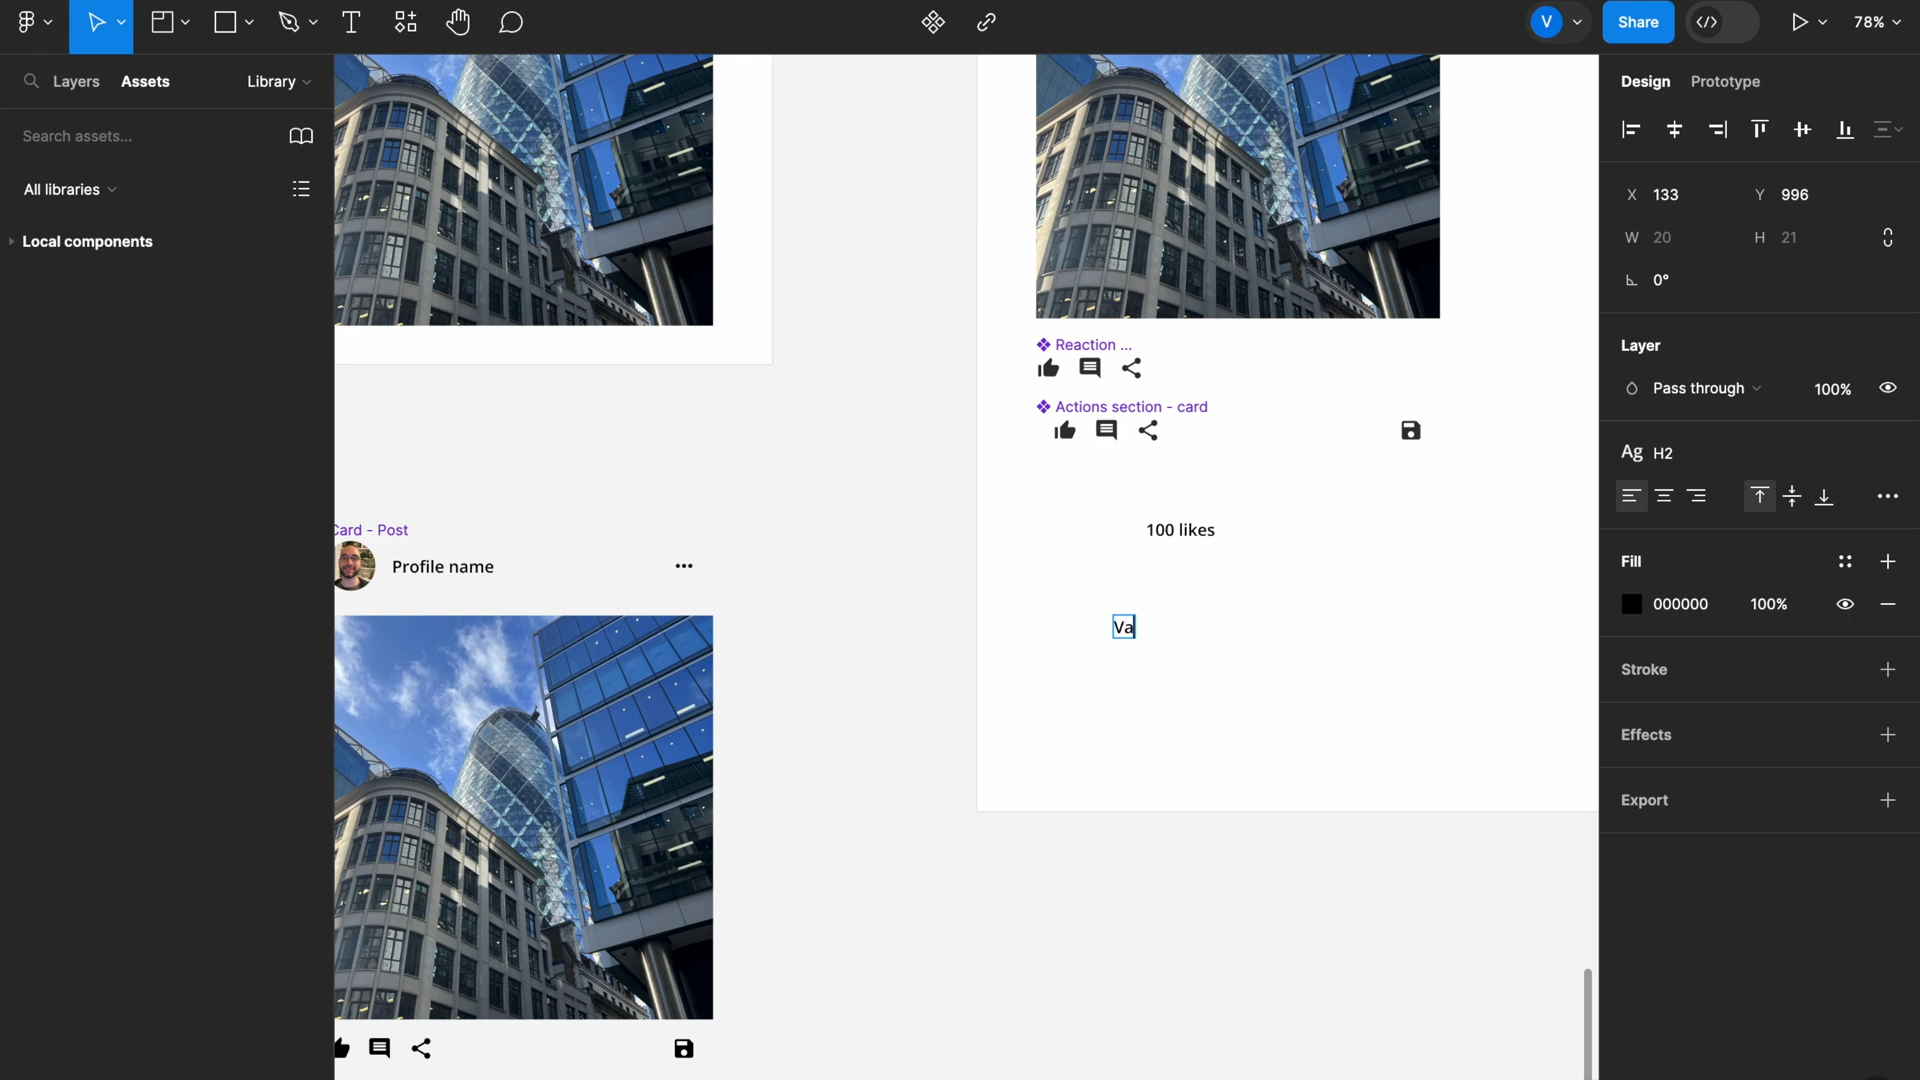 V
Share
78%
Layers
Assets
Library
Search assets...
All libraries
Local components
Reaction ...
Actions section - card
100 likes
Va
Card - Post
Profile name
Design
Prototype
X 133
Y 996
W 20
H 21
0°
Layer
Pass through
100%
Ag H2
Fill
000000
100%
Stroke
Effects
Export